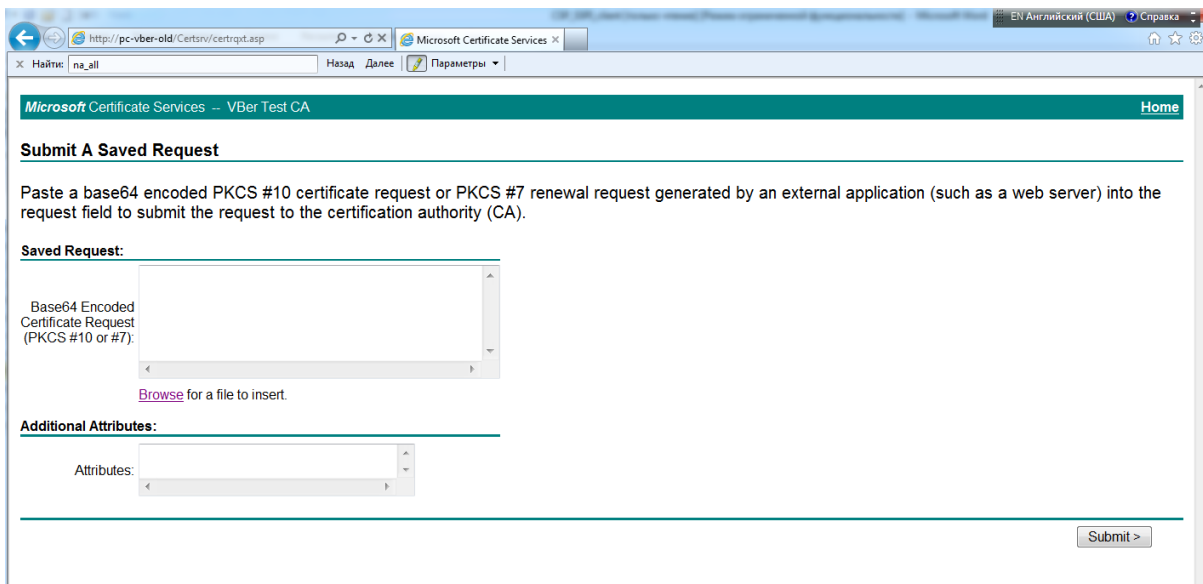 EN Английский (США) Справка
http://pc-vber-old/Certsrv/certrqxt.asp Microsoft Certificate Services
Найти: na_all Назад Далее Параметры
Microsoft Certificate Services -- VBer Test CA Home
Submit A Saved Request
Paste a base64 encoded PKCS #10 certificate request or PKCS #7 renewal request generated by an external application (such as a web server) into the
request field to submit the request to the certification authority (CA).
Saved Request:
Base64 Encoded
Certificate Request
(PKCS #10 or #7):
Browse for a file to insert.
Additional Attributes:
Attributes:
Submit >